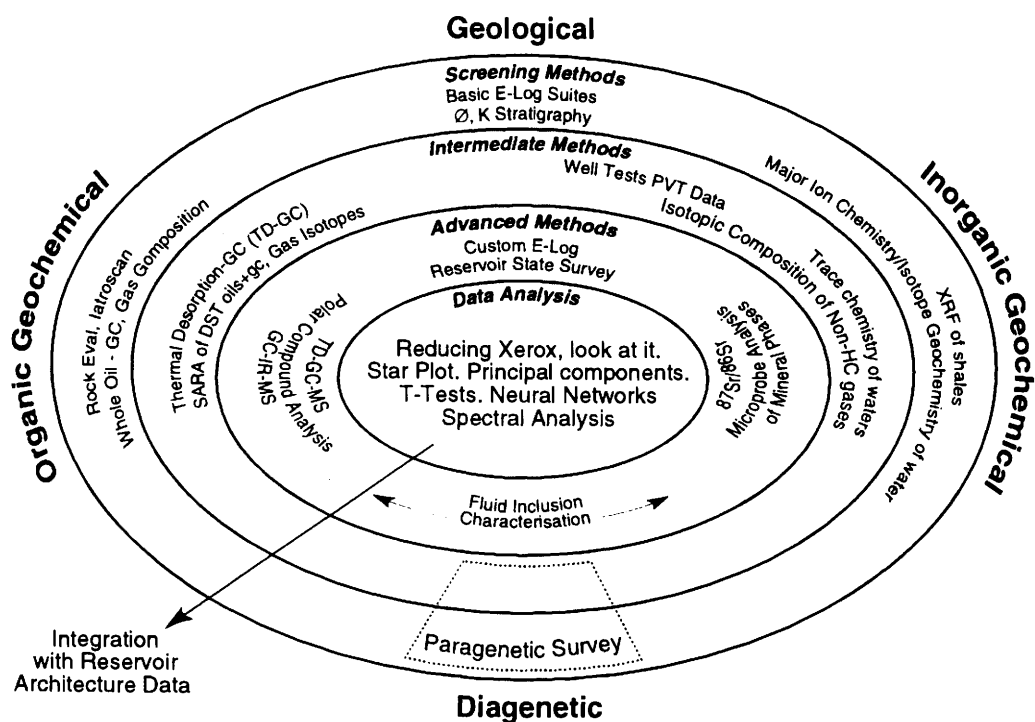 Geological
Screening Methods
Basic E-Log Suites
Ø, K Stratigraphy
Intermediate Methods
Well Tests PVT Data
Isotopic Composition of Non-HC gases
Advanced Methods
Custom E-Log
Reservoir State Survey
Data Analysis
Reducing Xerox, look at it.
Star Plot. Principal components.
T-Tests. Neural Networks
Spectral Analysis
Organic Geochemical
Rock Eval, Iatroscan
Whole Oil - GC, Gas Gomposition
Thermal Desorption-GC (TD-GC)
SARA of DST oils+gc, Gas Isotopes
GC-IR-MS
Polar Compound Analysis
TD-GC-MS
87Sr/86Sr
Microprobe Analysis
of Mineral Phases
Trace chemistry of waters
Major Ion Chemistry/Isotope Geochemistry of water
XRF of shales
Inorganic Geochemical
Fluid Inclusion
Characterisation
Paragenetic Survey
Diagenetic
Integration
with Reservoir
Architecture Data